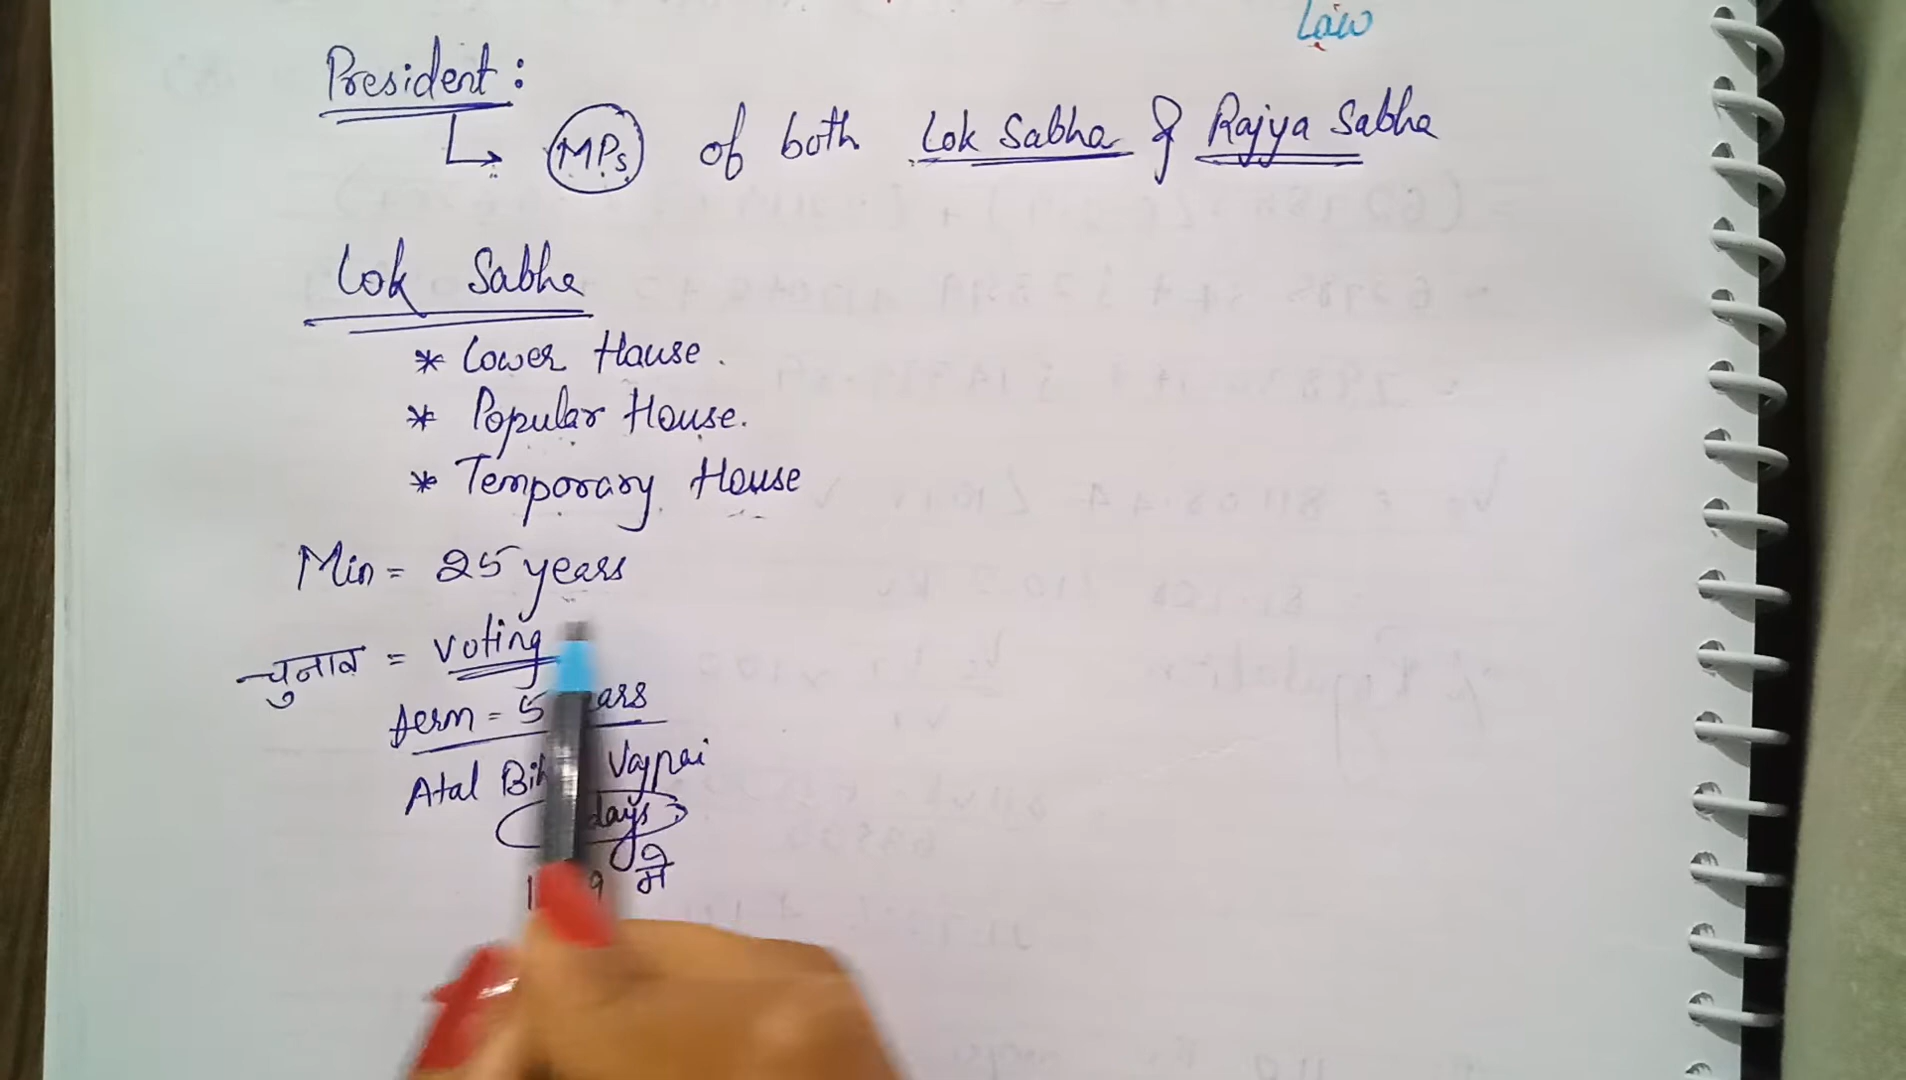 Law
President :
MPs of both Lok Sabha & Rajya Sabha
Lok Sabha
* Lower House.
* Popular House.
* Temporary House
Min = 25 years
चुनाव = voting
term = 5
Atal Vajpai
days
में